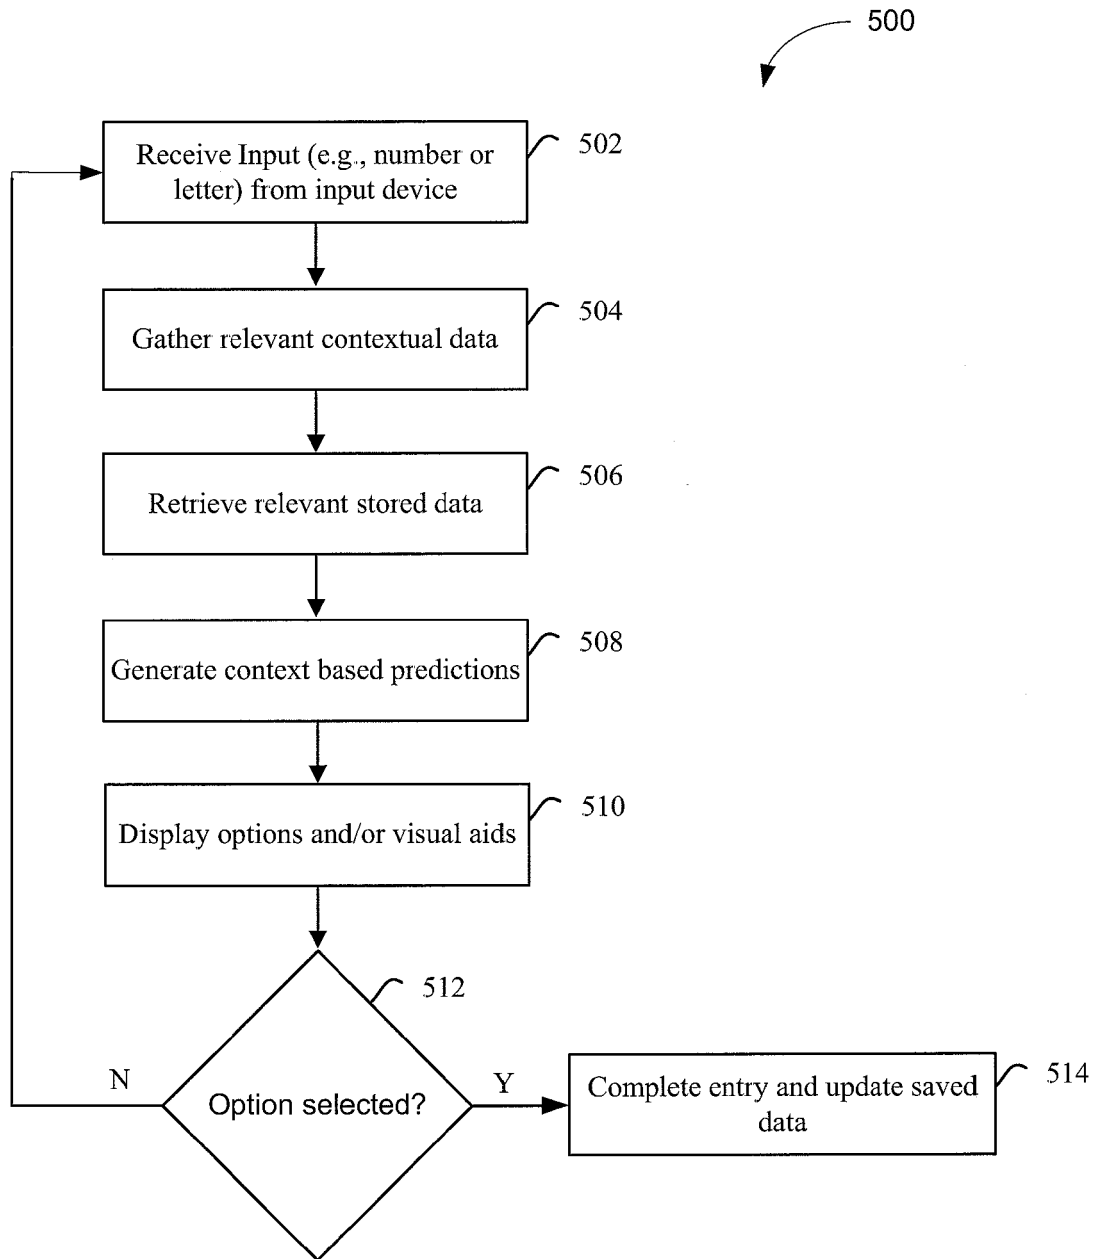 500
Receive Input (e.g., number or
letter) from input device
502
Gather relevant contextual data
504
Retrieve relevant stored data
506
Generate context based predictions
508
Display options and/or visual aids
510
512
N
Option selected?
Y
Complete entry and update saved
data
514